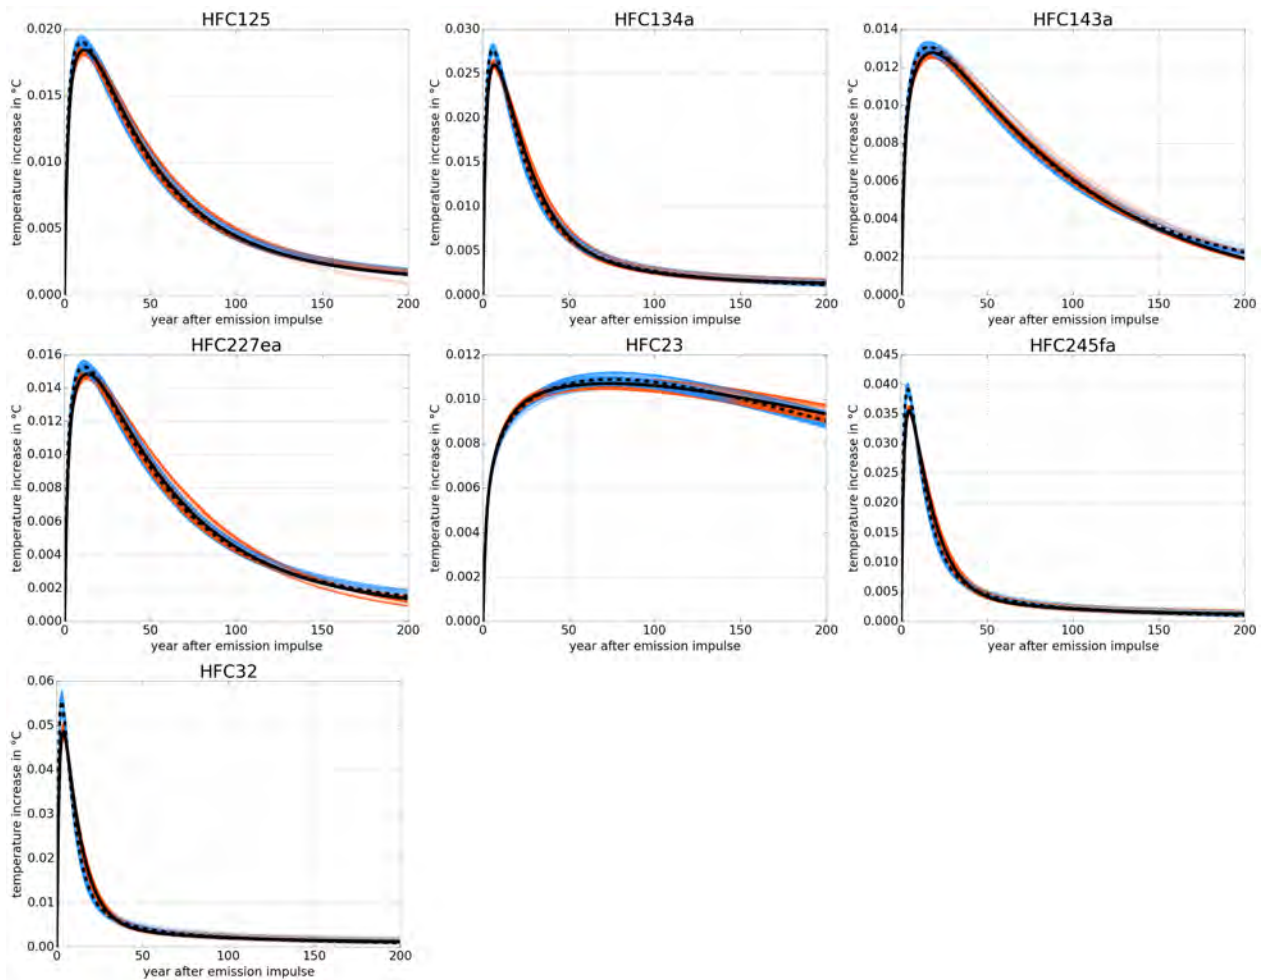 HFC125
temperature increase in °C
0.020
0.015
0.010
0.005
0.000
0 50 100 150 200
year after emission impulse
HFC134a
temperature increase in °C
0.030
0.025
0.020
0.015
0.010
0.005
0.000
0 50 100 150 200
year after emission impulse
HFC143a
temperature increase in °C
0.014
0.012
0.010
0.008
0.006
0.004
0.002
0.000
0 50 100 150 200
year after emission impulse
HFC227ea
temperature increase in °C
0.016
0.014
0.012
0.010
0.008
0.006
0.004
0.002
0.000
0 50 100 150 200
year after emission impulse
HFC23
temperature increase in °C
0.012
0.010
0.008
0.006
0.004
0.002
0.000
0 50 100 150 200
year after emission impulse
HFC245fa
temperature increase in °C
0.045
0.040
0.035
0.030
0.025
0.020
0.015
0.010
0.005
0.000
0 50 100 150 200
year after emission impulse
HFC32
temperature increase in °C
0.06
0.05
0.04
0.03
0.02
0.01
0.00
0 50 100 150 200
year after emission impulse